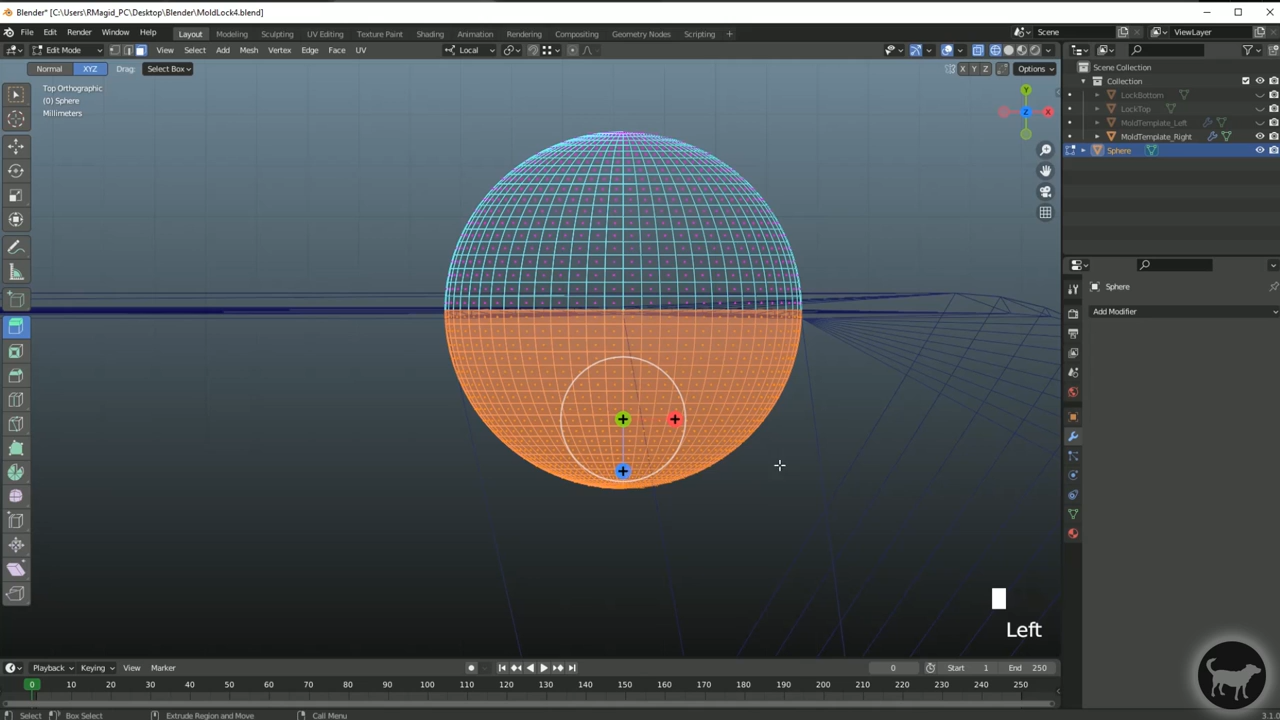 Blender* [C:\Users\RMagid_PC\Desktop\Blender\MoldLock4.blend]
File Edit Render Window Help Layout Modeling Sculpting UV Editing Texture Paint Shading Animation Rendering Compositing Geometry Nodes Scripting + Scene ViewLayer
Edit Mode View Select Add Mesh Vertex Edge Face UV Local
Normal XYZ Drag: Select Box X Y Z Options
Top Orthographic
(0) Sphere
Millimeters
Y
Z X
Scene Collection
Collection
LockBottom
LockTop
MoldTemplate_Left
MoldTemplate_Right
Sphere
Sphere
Add Modifier
Left
Playback Keying View Marker 0 Start 1 End 250
0 10 20 30 40 50 60 70 80 90 100 110 120 130 140 150 160 170 180 190 200 210 220 230 240 250
Select Box Select Extrude Region and Move Call Menu 3.1.0